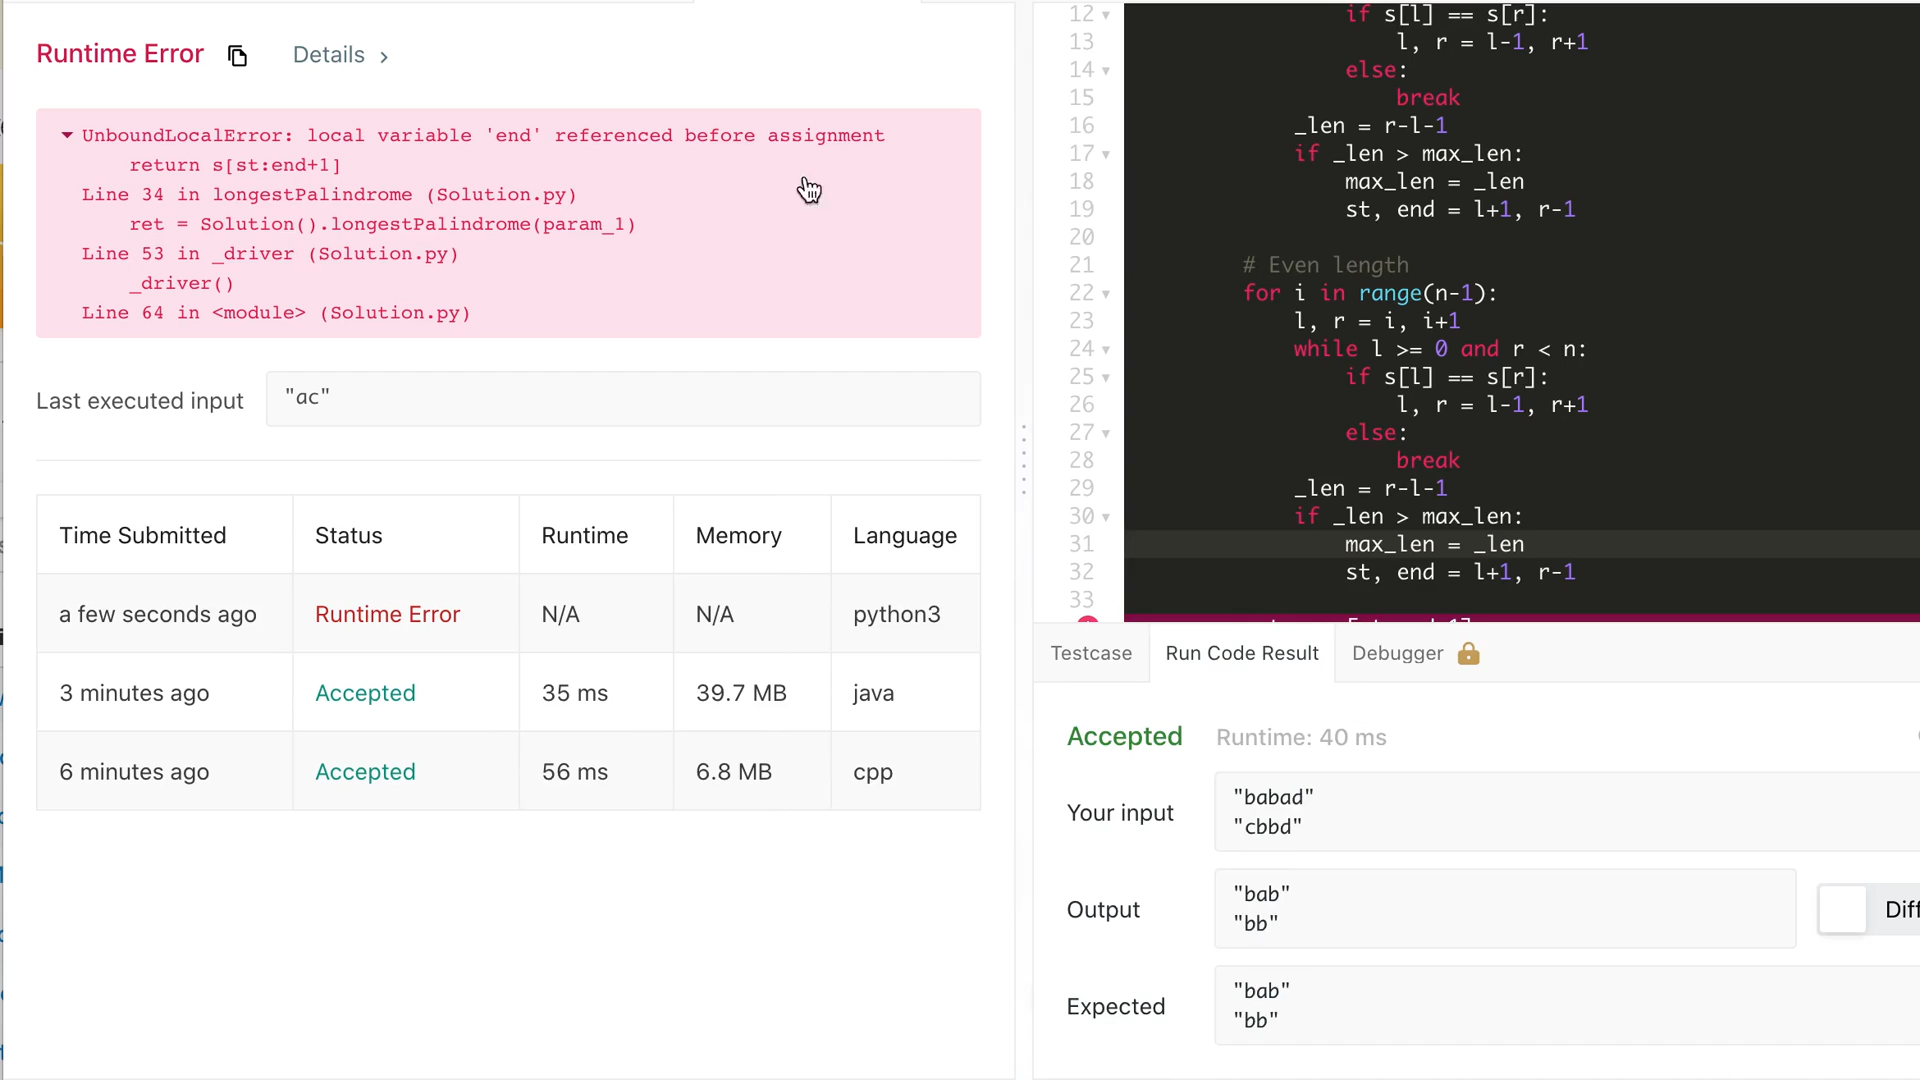 Runtime Error
Details
UnboundLocalError: local variable 'end' referenced before assignment
return s[st:end+1]
Line 34 in longestPalindrome (Solution.py)
ret = Solution().longestPalindrome(param_1)
Line 53 in _driver (Solution.py)
_driver()
Line 64 in <module> (Solution.py)
Last executed input
"ac"
Time Submitted Status Runtime Memory Language
a few seconds ago Runtime Error N/A N/A python3
3 minutes ago Accepted 35 ms 39.7 MB java
6 minutes ago Accepted 56 ms 6.8 MB cpp
12 if s[l] == s[r]:
13 l, r = l-1, r+1
14 else:
15 break
16 _len = r-l-1
17 if _len > max_len:
18 max_len = _len
19 st, end = l+1, r-1
20
21 # Even length
22 for i in range(n-1):
23 l, r = i, i+1
24 while l >= 0 and r < n:
25 if s[l] == s[r]:
26 l, r = l-1, r+1
27 else:
28 break
29 _len = r-l-1
30 if _len > max_len:
31 max_len = _len
32 st, end = l+1, r-1
33
Testcase Run Code Result Debugger
Accepted Runtime: 40 ms
Your input
"babad"
"cbbd"
Output
"bab"
"bb"
Diff
Expected
"bab"
"bb"